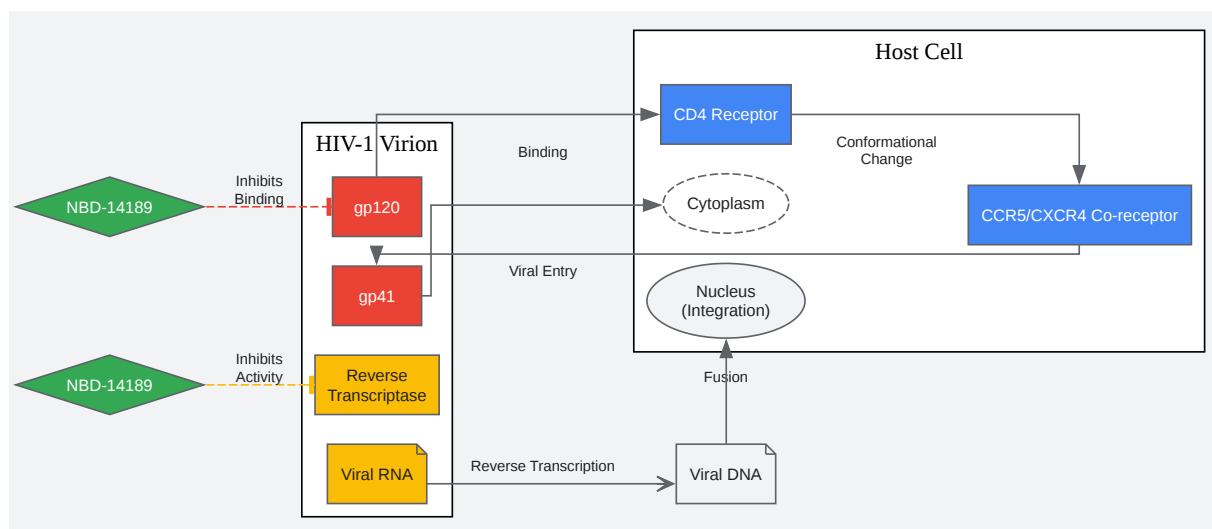 Host Cell
CD4 Receptor
HIV-1 Virion
Binding
Conformational
Change
Inhibits
Binding
NBD-14189
gp120
Cytoplasm
CCR5/CXCR4 Co-receptor
Viral Entry
gp41
Nucleus
(Integration)
Inhibits
Activity
NBD-14189
Reverse
Transcriptase
Fusion
Viral RNA
Reverse Transcription
Viral DNA